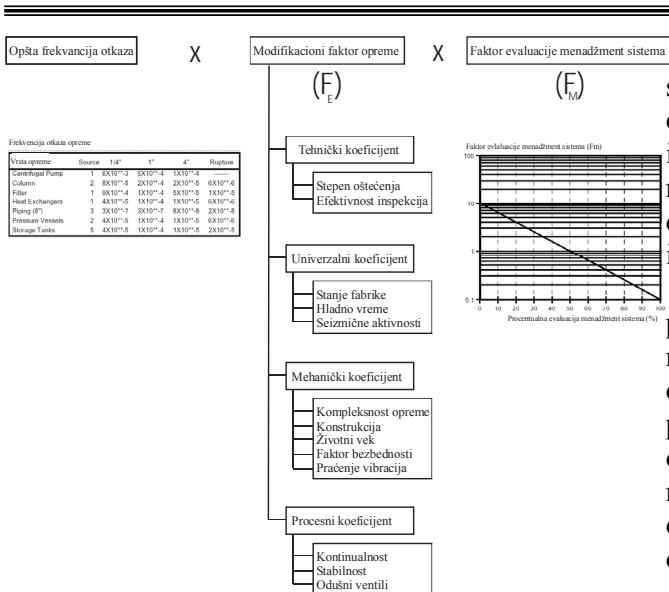 Opšta frekvancija otkaza X Modifikacioni faktor opreme X Faktor evaluacije menadžment sistema
(F_E) (F_M)
Frekvencija otkaza opreme
Vrsta opreme Source 1/4" 1" 4" Rupture
Centrifugal Pump 1 6X10**-3 5X10**-4 1X10**-4 -------
Column 2 8X10**-5 2X10**-4 2X10**-5 6X10**-6
Filter 1 9X10**-4 1X10**-4 5X10**-5 1X10**-5
Heat Exchangers 1 4X10**-5 1X10**-4 1X10**-5 6X10**-6
Piping (8") 3 3X10**-7 3X10**-7 8X10**-8 2X10**-8
Pressure Vessels 2 4X10**-5 1X10**-4 1X10**-5 6X10**-6
Storage Tanks 5 4X10**-5 1X10**-4 1X10**-5 2X10**-5
Tehnički koeficijent
Stepen oštećenja
Efektivnost inspekcija
Univerzalni koeficijent
Stanje fabrike
Hladno vreme
Seizmične aktivnosti
Mehanički koeficijent
Kompleksnost opreme
Konstrukcija
Životni vek
Faktor bezbednosti
Praćenje vibracija
Procesni koeficijent
Kontinualnost
Stabilnost
Odušni ventili
Faktor evlaluacije menadžment sistema (Fm)
100
10
1
0.1
0 10 20 30 40 50 60 70 80 90 100
Procentualna evaluacija menadžment sistema (%)